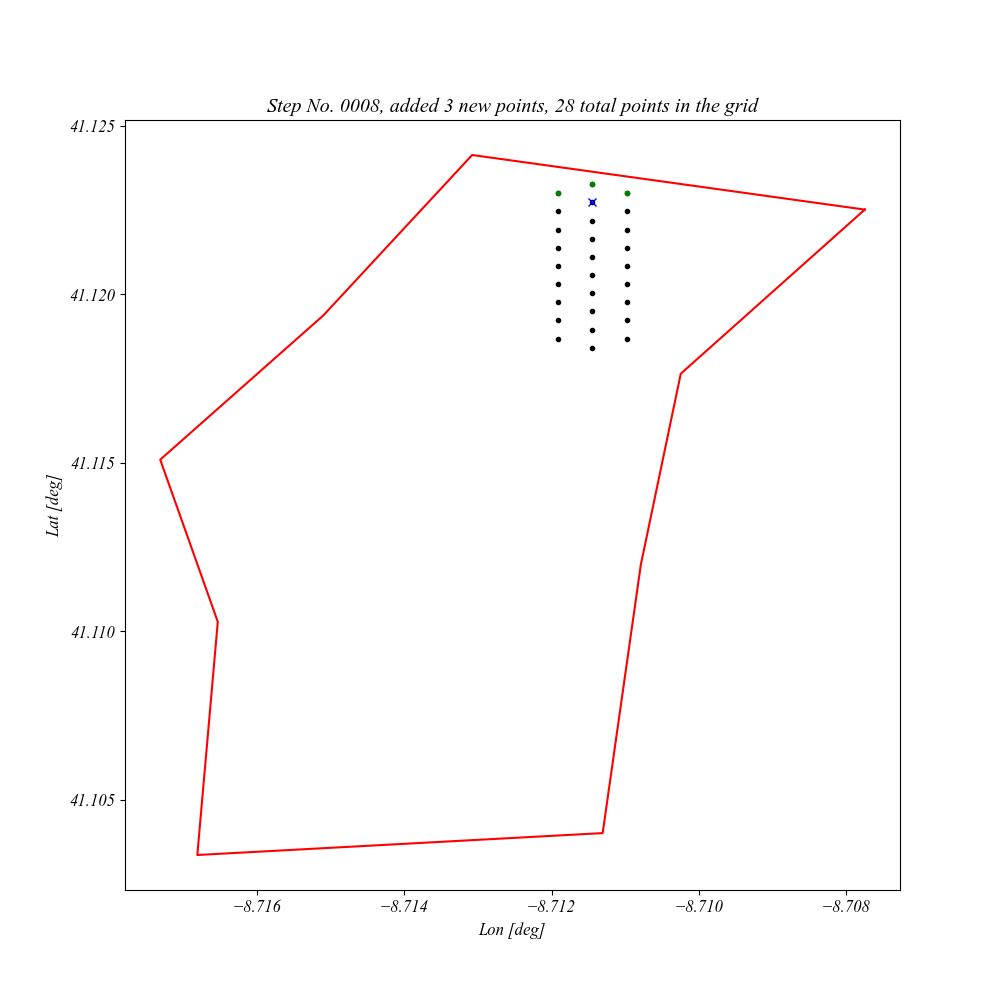 Step No. 0008, added 3 new points, 28 total points in the grid
41.125
41.120
41.115
41.110
41.105
Lat [deg]
−8.716 −8.714 −8.712 −8.710 −8.708
Lon [deg]